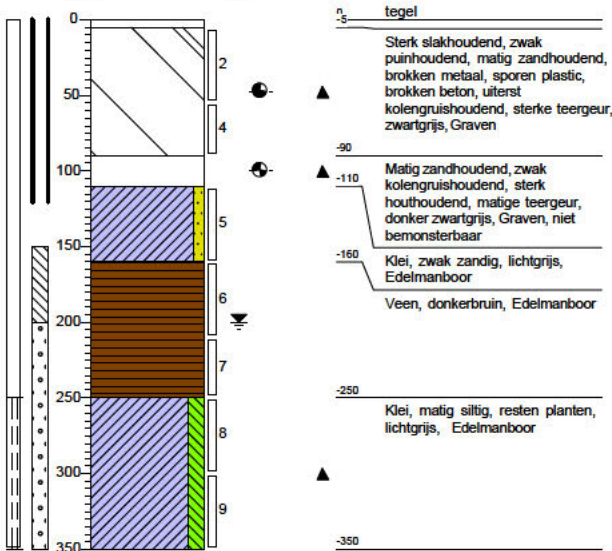 0
50
100
150
200
250
300
350
2
4
5
6
7
8
9
-5
tegel
Sterk slakhoudend, zwak
puinhoudend, matig zandhoudend,
brokken metaal, sporen plastic,
brokken beton, uiterst
kolengruishoudend, sterke teergeur,
zwartgrijs, Graven
-90
Matig zandhoudend, zwak
kolengruishoudend, sterk
houthoudend, matige teergeur,
donker zwartgrijs, Graven, niet
bemonsterbaar
-110
-160
Klei, zwak zandig, lichtgrijs,
Edelmanboor
Veen, donkerbruin, Edelmanboor
-250
Klei, matig siltig, resten planten,
lichtgrijs, Edelmanboor
-350